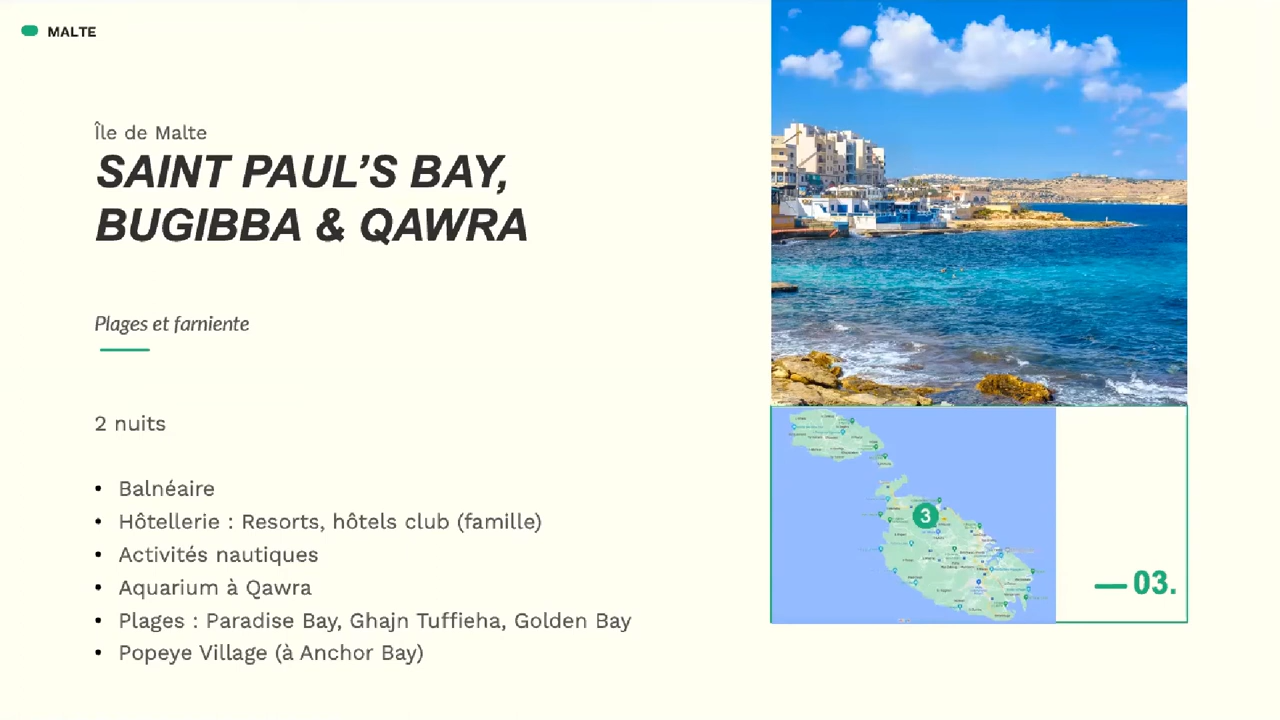 MALTE
Île de Malte
SAINT PAUL’S BAY,
BUGIBBA & QAWRA
Plages et farniente
2 nuits
• Balnéaire
• Hôtellerie : Resorts, hôtels club (famille)
• Activités nautiques
• Aquarium à Qawra
• Plages : Paradise Bay, Ghajn Tuffieha, Golden Bay
• Popeye Village (à Anchor Bay)
3
03.